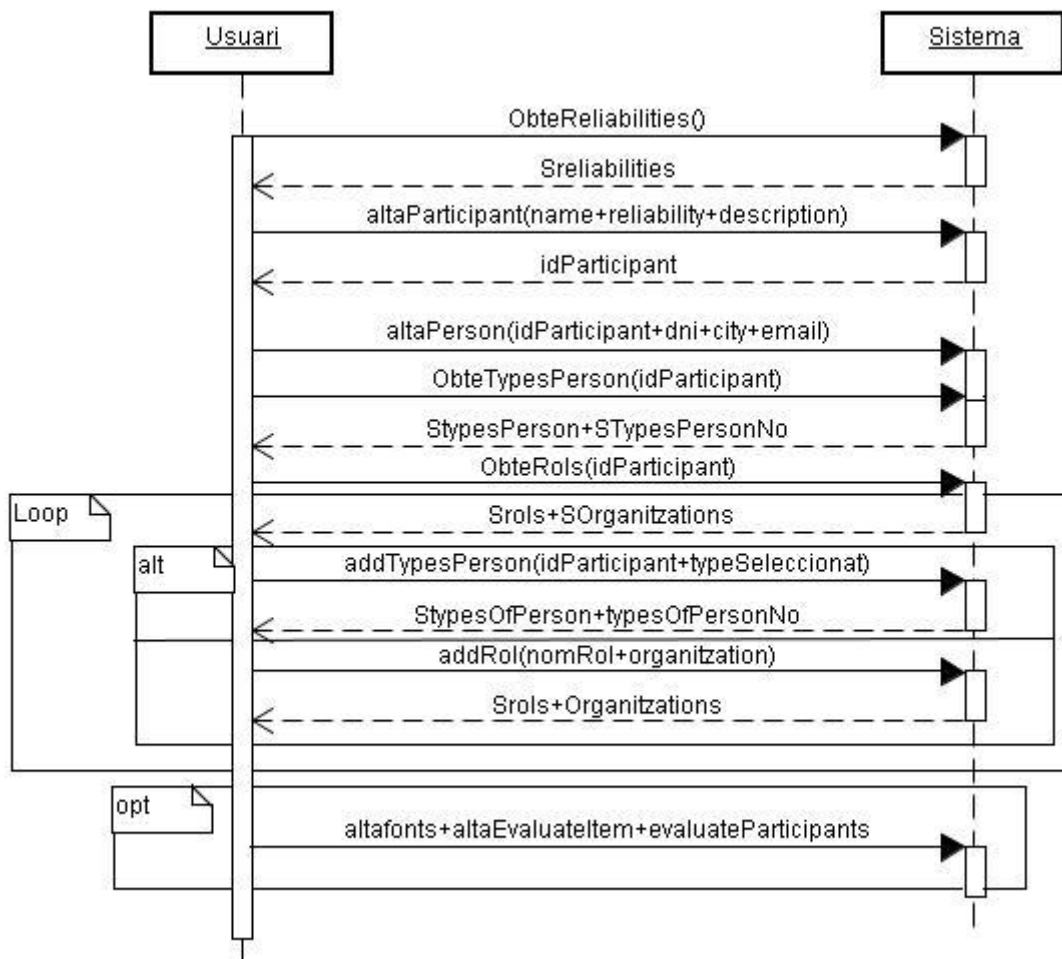 Usuari
Sistema
ObteReliabilities()
Sreliabilities
altaParticipant(name+reliability+description)
idParticipant
altaPerson(idParticipant+dni+city+email)
ObteTypesPerson(idParticipant)
StypesPerson+STypesPersonNo
ObteRols(idParticipant)
Loop
Srols+SOrganitzations
alt
addTypesPerson(idParticipant+typeSeleccionat)
StypesOfPerson+typesOfPersonNo
addRol(nomRol+organitzation)
Srols+Organitzations
opt
altafonts+altaEvaluateItem+evaluateParticipants